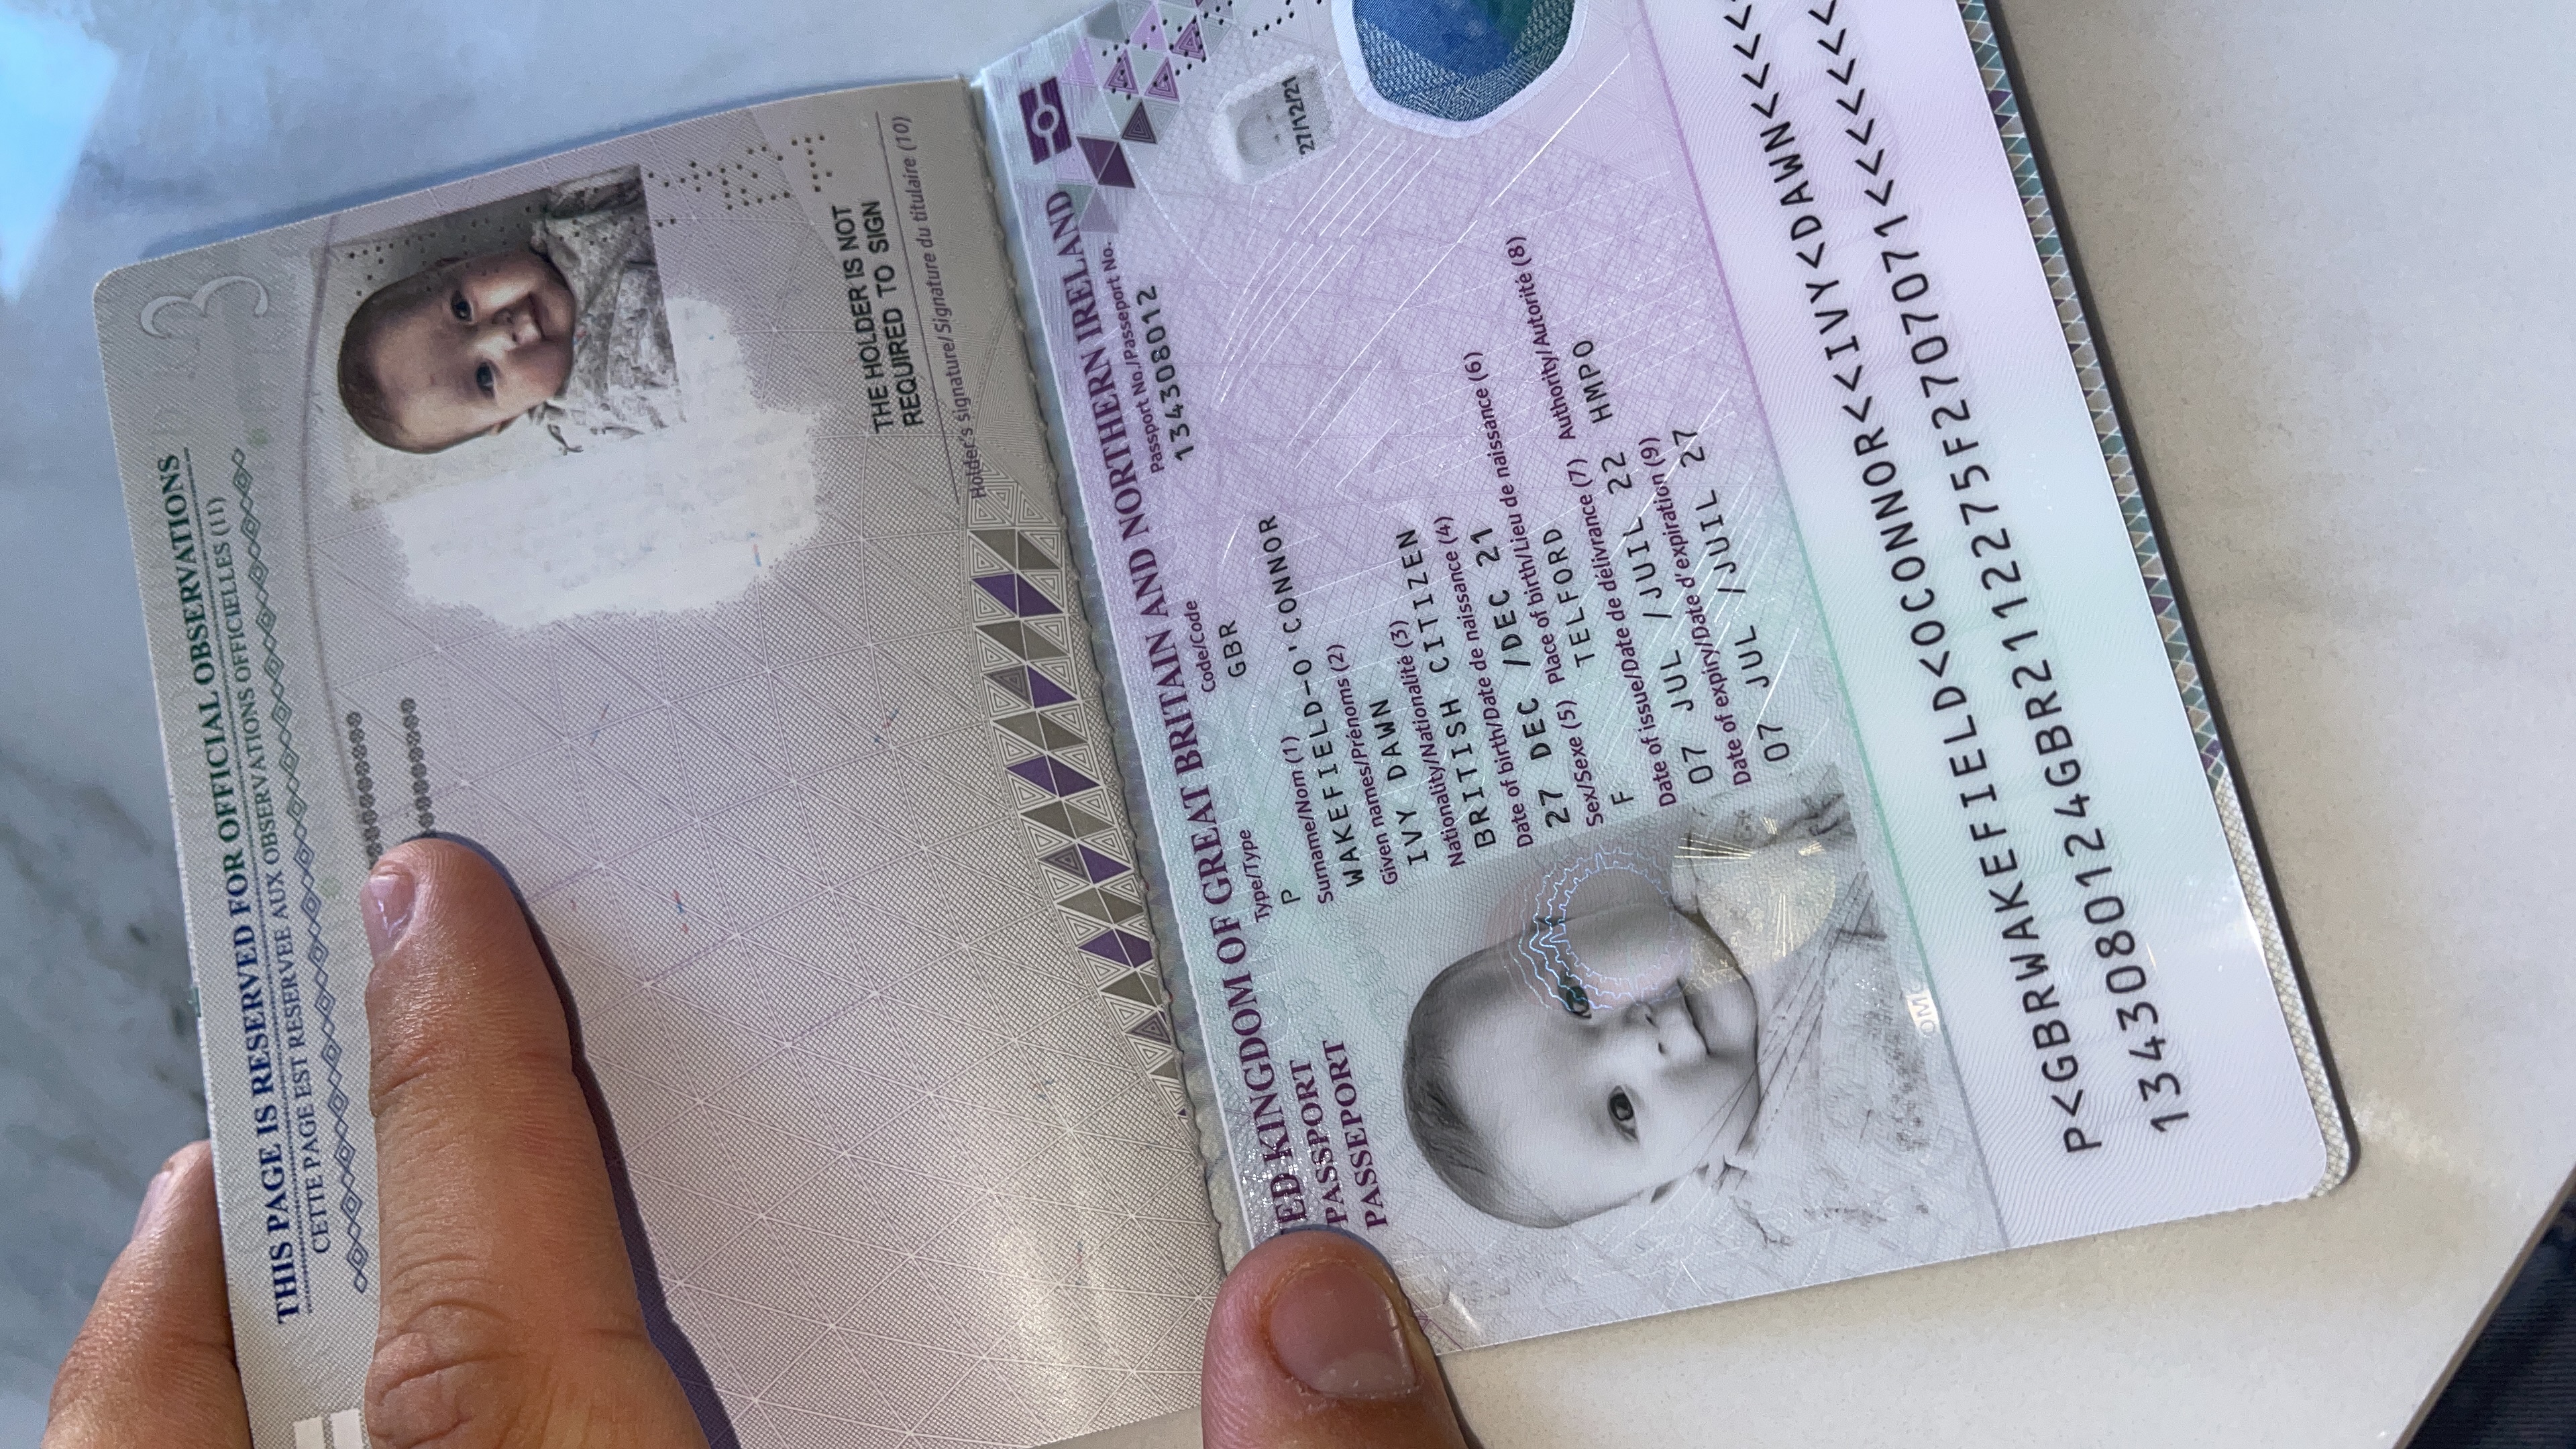 THIS PAGE IS RESERVED FOR OFFICIAL OBSERVATIONS
CETTE PAGE EST RESERVEE AUX OBSERVATIONS OFFICIELLES (11)
3
THE HOLDER IS NOT
REQUIRED TO SIGN
Holder's signature/Signature du titulaire (10)
ED KINGDOM OF GREAT BRITAIN AND NORTHERN IRELAND
PASSPORT
PASSEPORT
Type/Type
P
Code/Code
GBR
Passport No./Passeport No.
134308012
Surname/Nom (1)
WAKEFIELD-O'CONNOR
Given names/Prénoms (2)
IVY DAWN
Nationality/Nationalité (3)
BRITISH CITIZEN
Date of birth/Date de naissance (4)
27 DEC /DEC 21
Sex/Sexe (5) Place of birth/Lieu de naissance (6)
F TELFORD
Date of issue/Date de délivrance (7) Authority/Autorité (8)
07 JUL /JUIL 22 HMPO
Date of expiry/Date d'expiration (9)
07 JUL /JUIL 27
27/12/21
P<GBRWAKEFIELD<OCONNOR<<IVY<DAWN<<<<
1343080124GBR2112275F2707071<<<<<<<